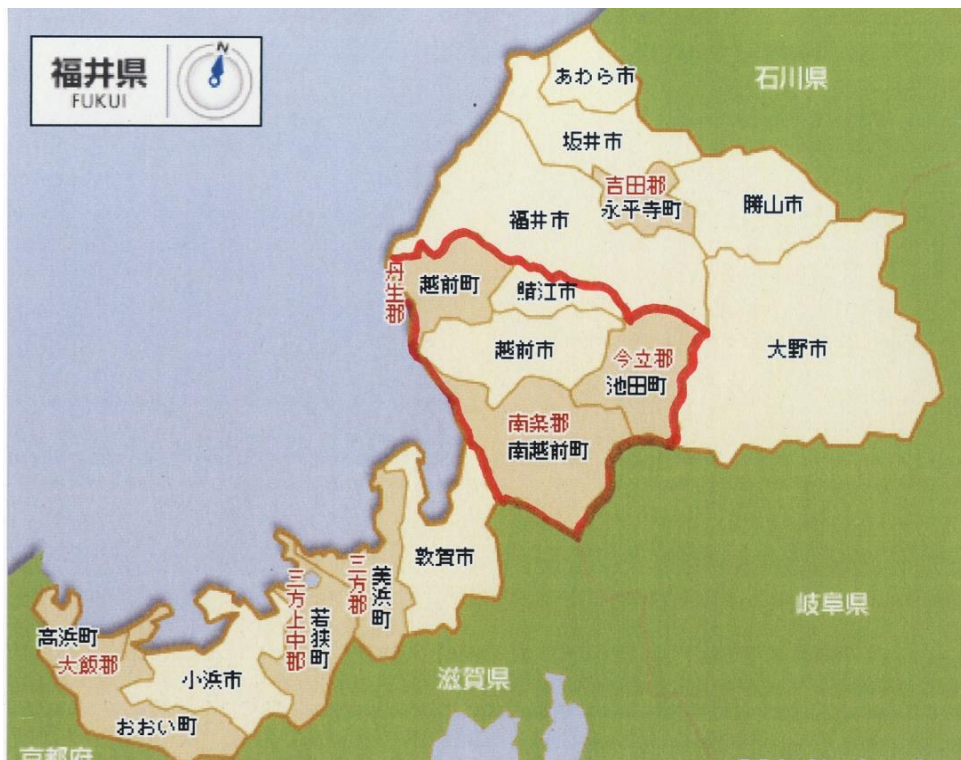 福井県
FUKUI
N
石川県
あわら市
坂井市
吉田郡
永平寺町
勝山市
福井市
丹生郡
越前町
鯖江市
越前市
今立郡
池田町
大野市
南条郡
南越前町
敦賀市
三方郡
美浜町
三方上中郡
若狭町
高浜町
大飯郡
小浜市
おおい町
滋賀県
岐阜県
京都府